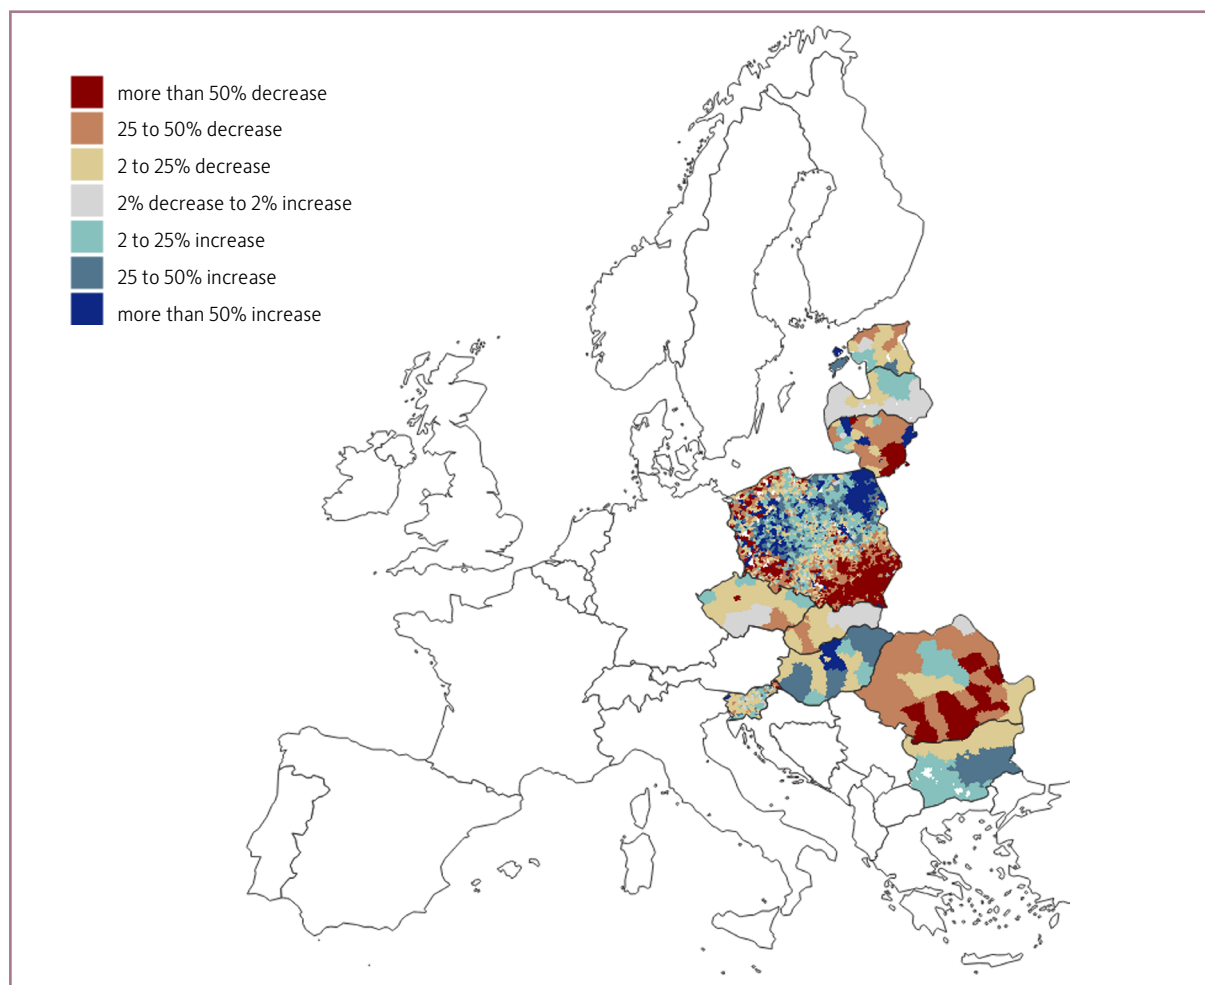 more than 50% decrease
25 to 50% decrease
2 to 25% decrease
2% decrease to 2% increase
2 to 25% increase
25 to 50% increase
more than 50% increase